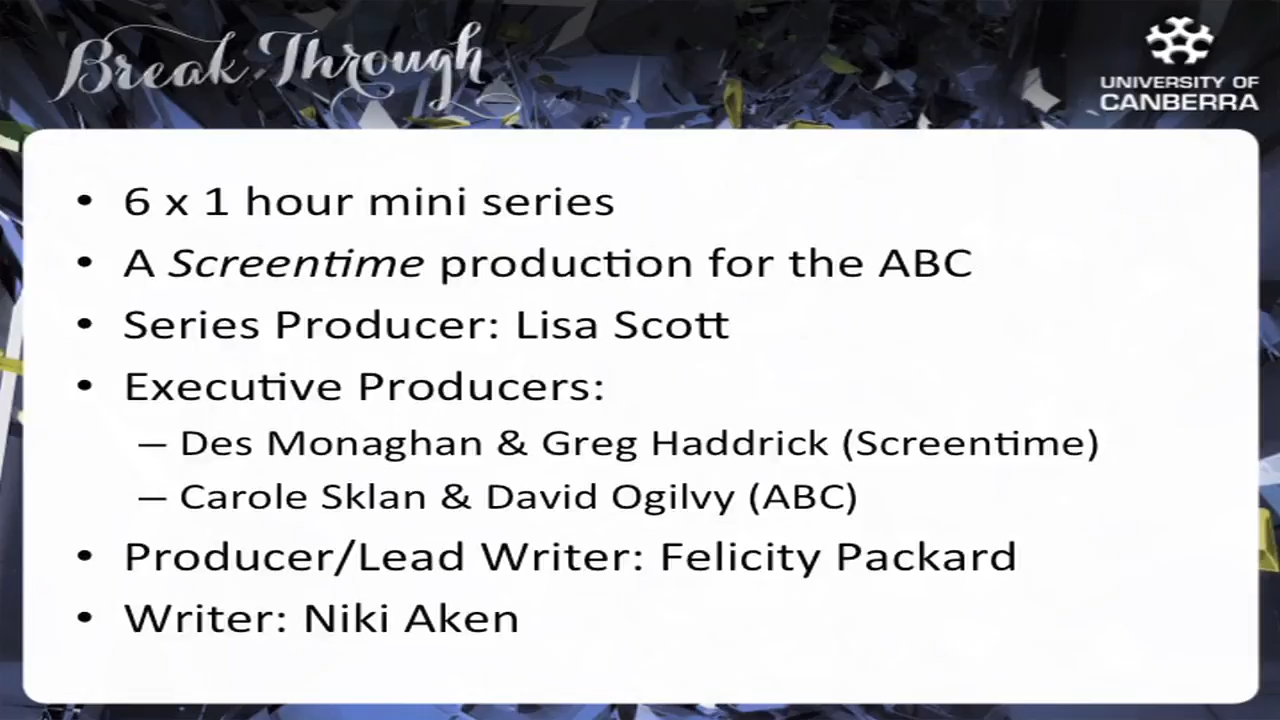 Break Through
UNIVERSITY OF
CANBERRA
• 6 x 1 hour mini series
• A Screentime production for the ABC
• Series Producer: Lisa Scott
• Executive Producers:
– Des Monaghan & Greg Haddrick (Screentime)
– Carole Sklan & David Ogilvy (ABC)
• Producer/Lead Writer: Felicity Packard
• Writer: Niki Aken